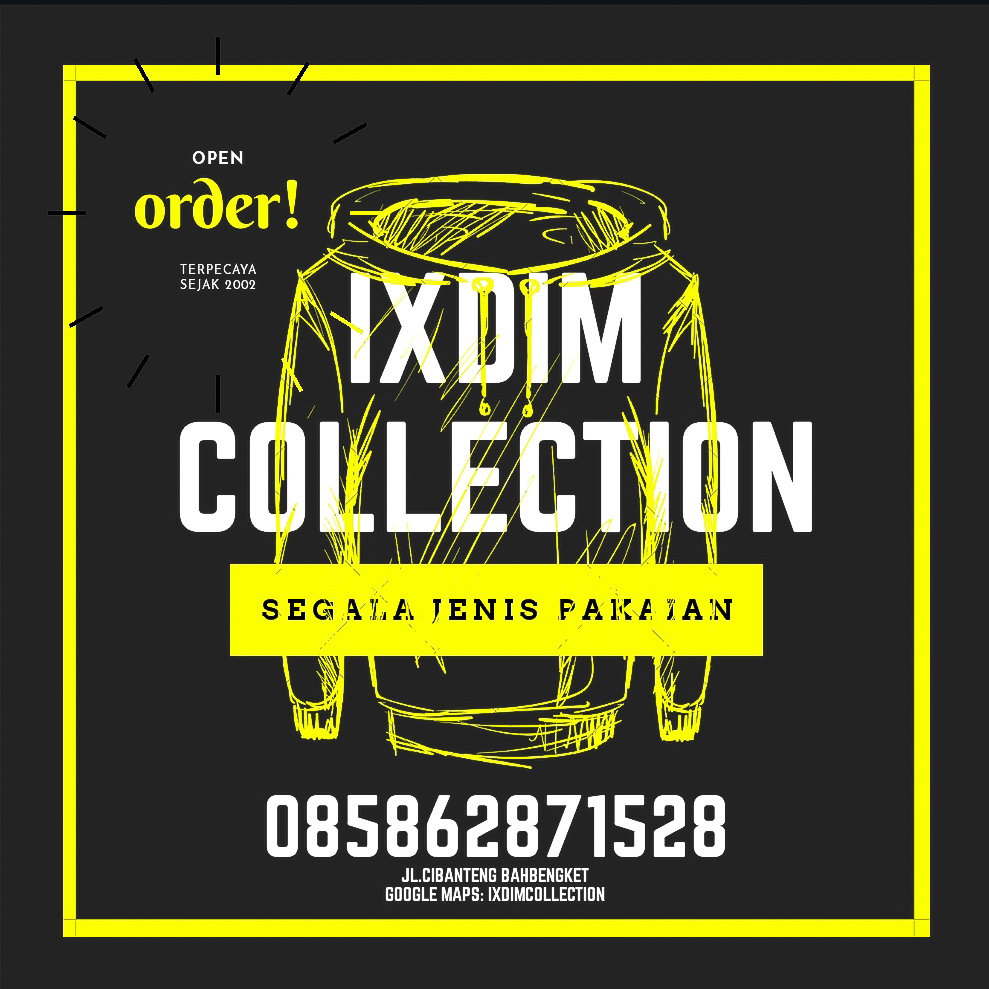 OPEN
order!
TERPECAYA
SEJAK 2002
IXDIM
COLLECTION
SEGALA JENIS PAKAIAN
085862871528
JL.CIBANTENG BAHBENGKET
GOOGLE MAPS: IXDIMCOLLECTION